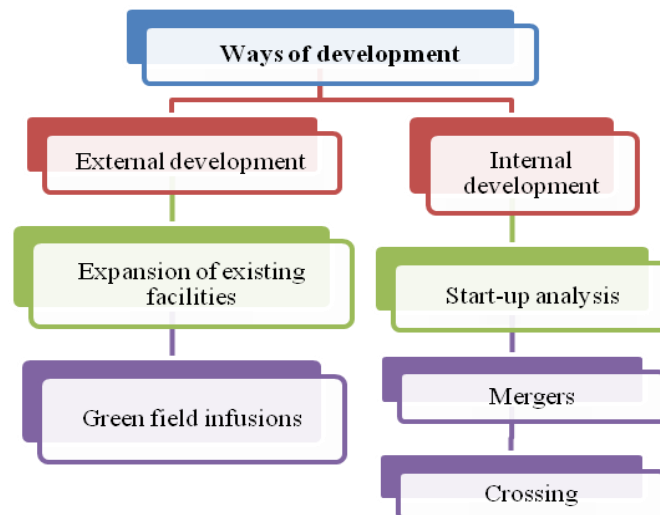 Ways of development
External development
Internal
development
Expansion of existing
facilities
Start-up analysis
Green field infusions
Mergers
Crossing